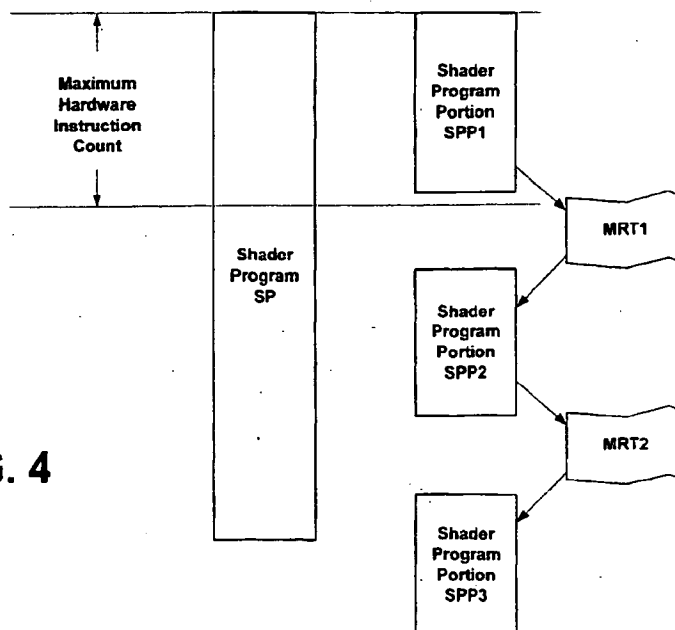 Maximum
Hardware
Instruction
Count
Shader
Program
SP
Shader
Program
Portion
SPP1
MRT1
Shader
Program
Portion
SPP2
MRT2
Shader
Program
Portion
SPP3
. 4